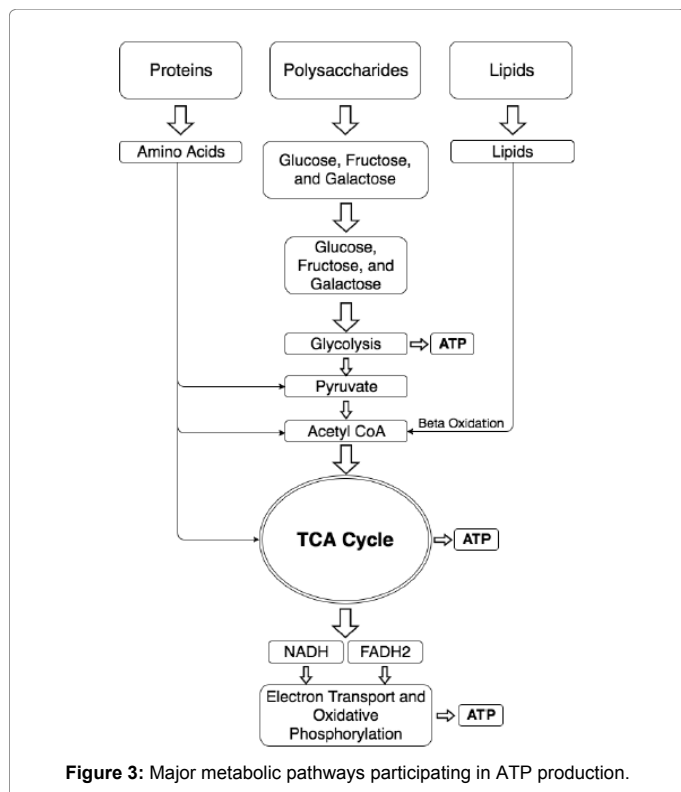 Proteins
Polysaccharides
Lipids
Amino Acids
Glucose, Fructose,
and Galactose
Lipids
Glucose,
Fructose, and
Galactose
Glycolysis
ATP
Pyruvate
Acetyl CoA
Beta Oxidation
TCA Cycle
ATP
NADH
FADH2
Electron Transport and
Oxidative
Phosphorylation
ATP
Figure 3: Major metabolic pathways participating in ATP production.